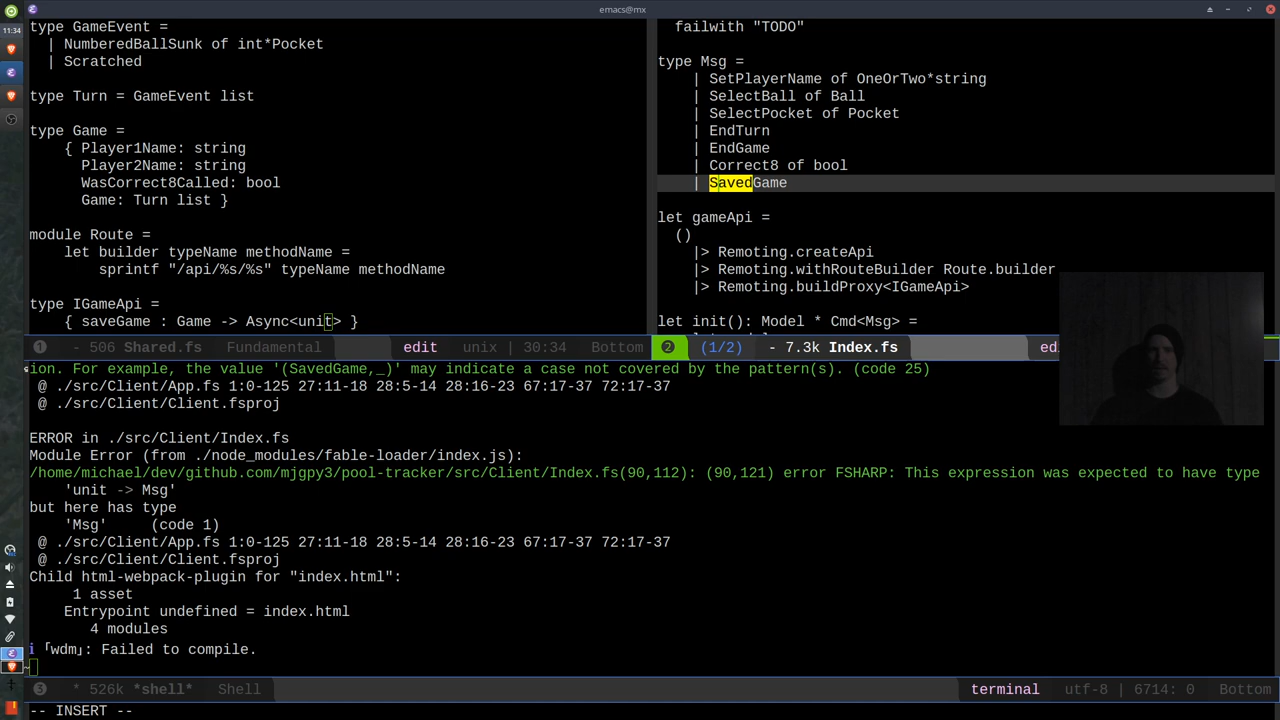 emacs@mx
11:34
type GameEvent =
| NumberedBallSunk of int*Pocket
| Scratched
type Turn = GameEvent list
type Game =
{ Player1Name: string
Player2Name: string
WasCorrect8Called: bool
Game: Turn list }
module Route =
let builder typeName methodName =
sprintf "/api/%s/%s" typeName methodName
type IGameApi =
{ saveGame : Game -> Async<unit> }
❶ - 506 Shared.fs Fundamental edit unix | 30:34 Bottom
failwith "TODO"
type Msg =
| SetPlayerName of OneOrTwo*string
| SelectBall of Ball
| SelectPocket of Pocket
| EndTurn
| EndGame
| Correct8 of bool
| SavedGame
let gameApi =
()
|> Remoting.createApi
|> Remoting.withRouteBuilder Route.builder
|> Remoting.buildProxy<IGameApi>
let init(): Model * Cmd<Msg> =
❷ (1/2) - 7.3k Index.fs ed
ion. For example, the value '(SavedGame,_)' may indicate a case not covered by the pattern(s). (code 25)
@ ./src/Client/App.fs 1:0-125 27:11-18 28:5-14 28:16-23 67:17-37 72:17-37
@ ./src/Client/Client.fsproj
ERROR in ./src/Client/Index.fs
Module Error (from ./node_modules/fable-loader/index.js):
/home/michael/dev/github.com/mjgpy3/pool-tracker/src/Client/Index.fs(90,112): (90,121) error FSHARP: This expression was expected to have type
'unit -> Msg'
but here has type
'Msg' (code 1)
@ ./src/Client/App.fs 1:0-125 27:11-18 28:5-14 28:16-23 67:17-37 72:17-37
@ ./src/Client/Client.fsproj
Child html-webpack-plugin for "index.html":
1 asset
Entrypoint undefined = index.html
4 modules
ℹ ｢wdm｣: Failed to compile.
❸ * 526k *shell* Shell terminal utf-8 | 6714: 0 Bottom
-- INSERT --